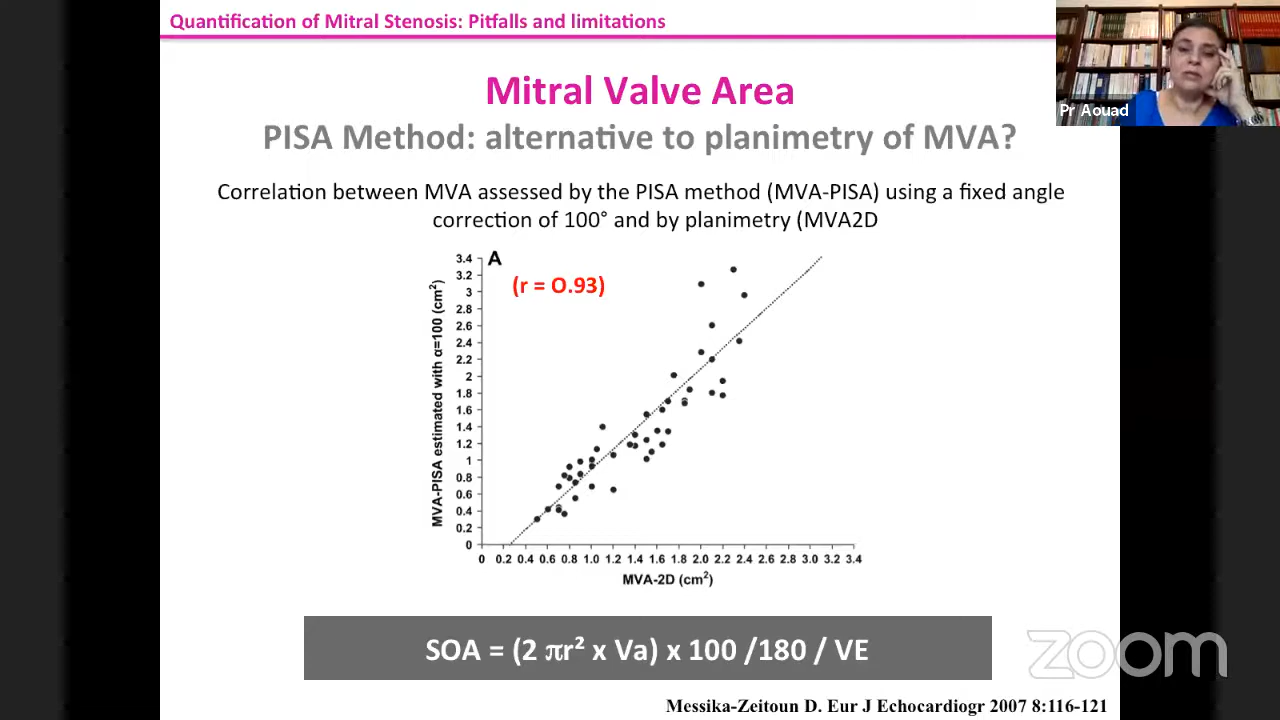 Quantification of Mitral Stenosis: Pitfalls and limitations
Pr Aouad
Mitral Valve Area
PISA Method: alternative to planimetry of MVA?
Correlation between MVA assessed by the PISA method (MVA-PISA) using a fixed angle
correction of 100° and by planimetry (MVA2D
A
(r = O.93)
MVA-PISA estimated with α=100 (cm²)
3.4
3.2
3
2.8
2.6
2.4
2.2
2
1.8
1.6
1.4
1.2
1
0.8
0.6
0.4
0.2
0
0 0.2 0.4 0.6 0.8 1.0 1.2 1.4 1.6 1.8 2.0 2.2 2.4 2.6 2.8 3.0 3.2 3.4
MVA-2D (cm²)
SOA = (2 πr² x Va) x 100 /180 / VE
zoom
Messika-Zeitoun D. Eur J Echocardiogr 2007 8:116-121